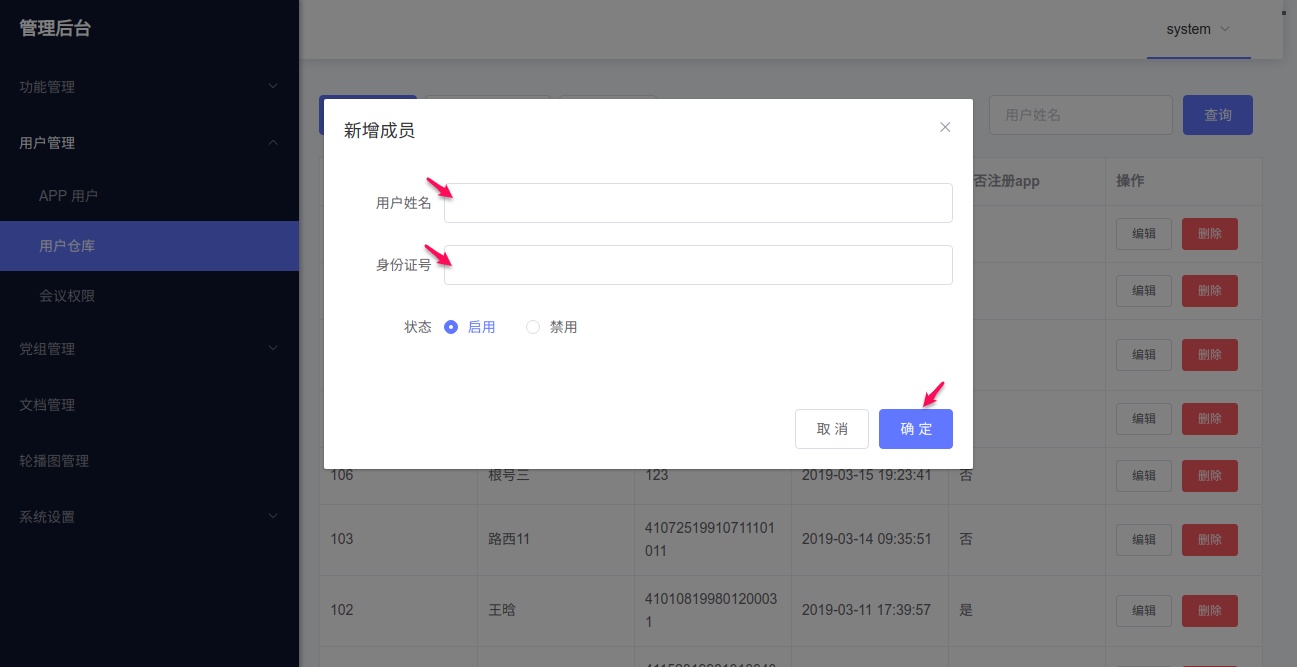 管理后台
system
功能管理
用户管理
APP 用户
用户仓库
会议权限
党组管理
文档管理
轮播图管理
系统设置
用户姓名
查询
新增成员
用户姓名
身份证号
状态 启用 禁用
取 消 确 定
否注册app 操作
编辑 删除
编辑 删除
编辑 删除
编辑 删除
106 根号三 123 2019-03-15 19:23:41 否 编辑 删除
103 路西11 41072519910711101
011 2019-03-14 09:35:51 否 编辑 删除
102 王晗 41010819980120003
1 2019-03-11 17:39:57 是 编辑 删除